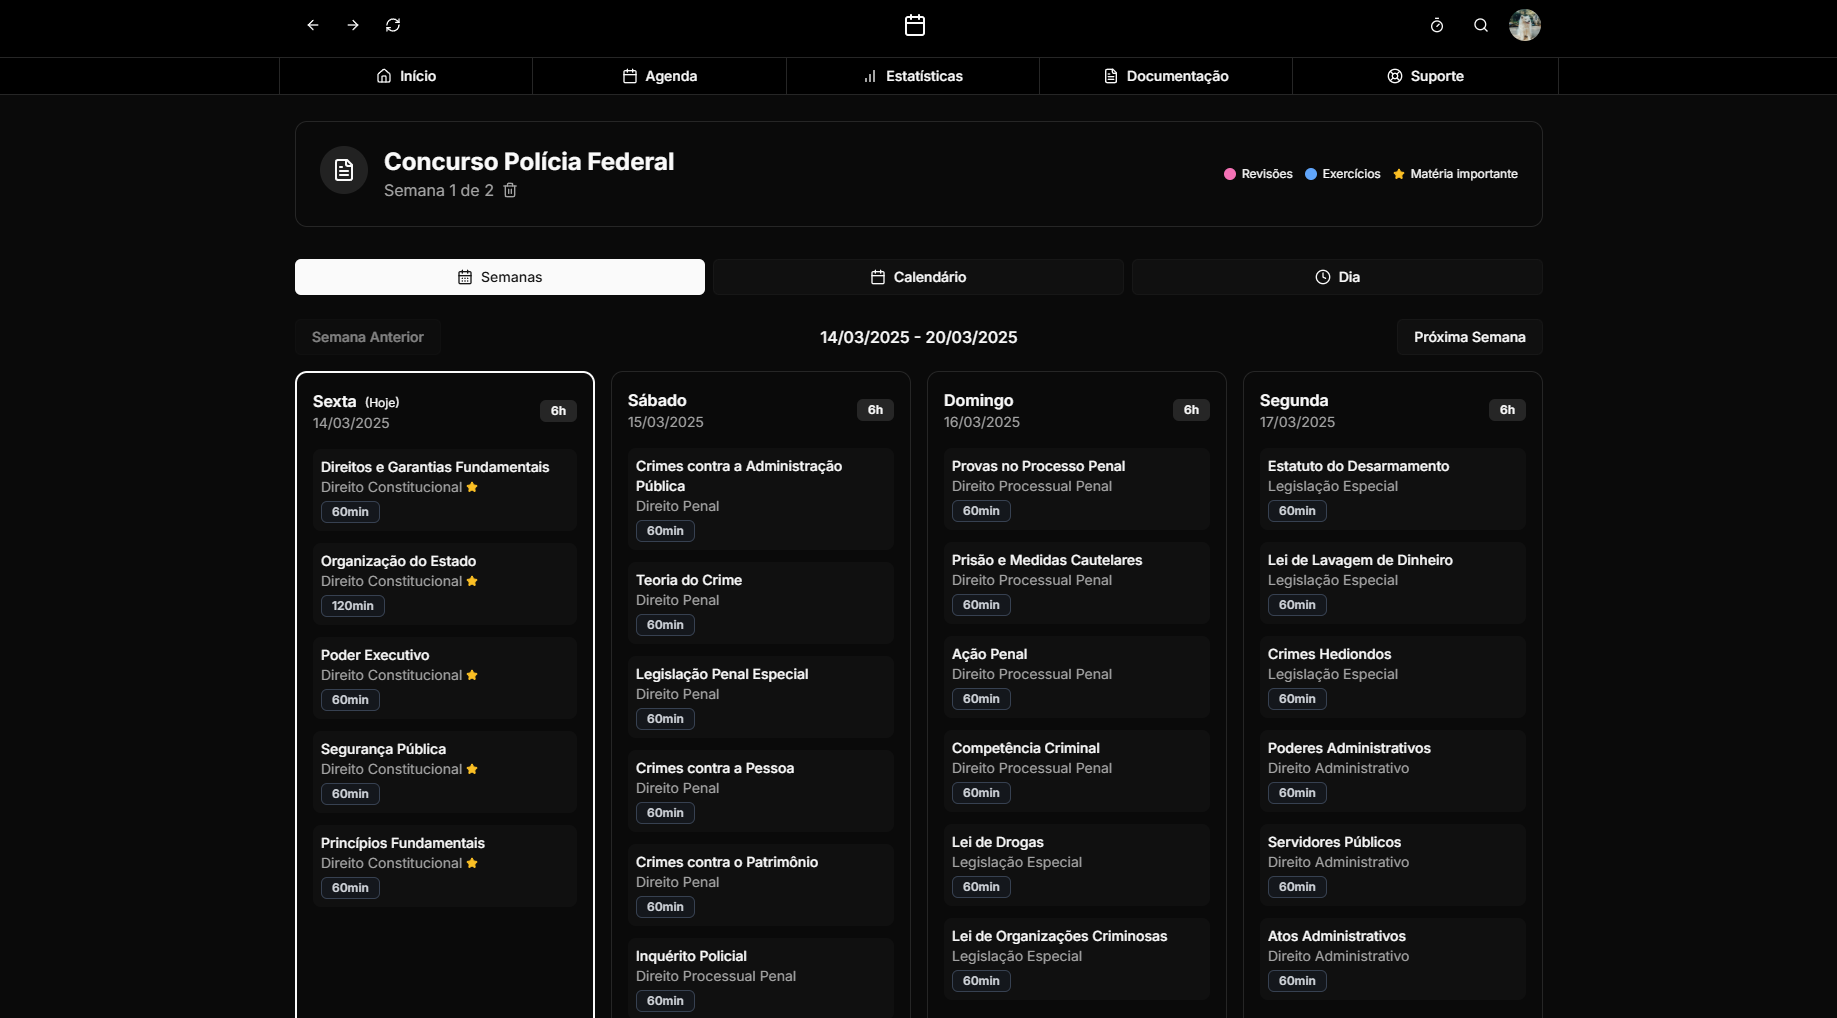 Início
Agenda
Estatísticas
Documentação
Suporte
Concurso Polícia Federal
Semana 1 de 2
Revisões
Exercícios
Matéria importante
Semanas
Calendário
Dia
Semana Anterior
14/03/2025 - 20/03/2025
Próxima Semana
Sexta (Hoje)
14/03/2025
6h
Direitos e Garantias Fundamentais
Direito Constitucional
60min
Organização do Estado
Direito Constitucional
120min
Poder Executivo
Direito Constitucional
60min
Segurança Pública
Direito Constitucional
60min
Princípios Fundamentais
Direito Constitucional
60min
Sábado
15/03/2025
6h
Crimes contra a Administração
Pública
Direito Penal
60min
Teoria do Crime
Direito Penal
60min
Legislação Penal Especial
Direito Penal
60min
Crimes contra a Pessoa
Direito Penal
60min
Crimes contra o Patrimônio
Direito Penal
60min
Inquérito Policial
Direito Processual Penal
60min
Domingo
16/03/2025
6h
Provas no Processo Penal
Direito Processual Penal
60min
Prisão e Medidas Cautelares
Direito Processual Penal
60min
Ação Penal
Direito Processual Penal
60min
Competência Criminal
Direito Processual Penal
60min
Lei de Drogas
Legislação Especial
60min
Lei de Organizações Criminosas
Legislação Especial
60min
Segunda
17/03/2025
6h
Estatuto do Desarmamento
Legislação Especial
60min
Lei de Lavagem de Dinheiro
Legislação Especial
60min
Crimes Hediondos
Legislação Especial
60min
Poderes Administrativos
Direito Administrativo
60min
Servidores Públicos
Direito Administrativo
60min
Atos Administrativos
Direito Administrativo
60min